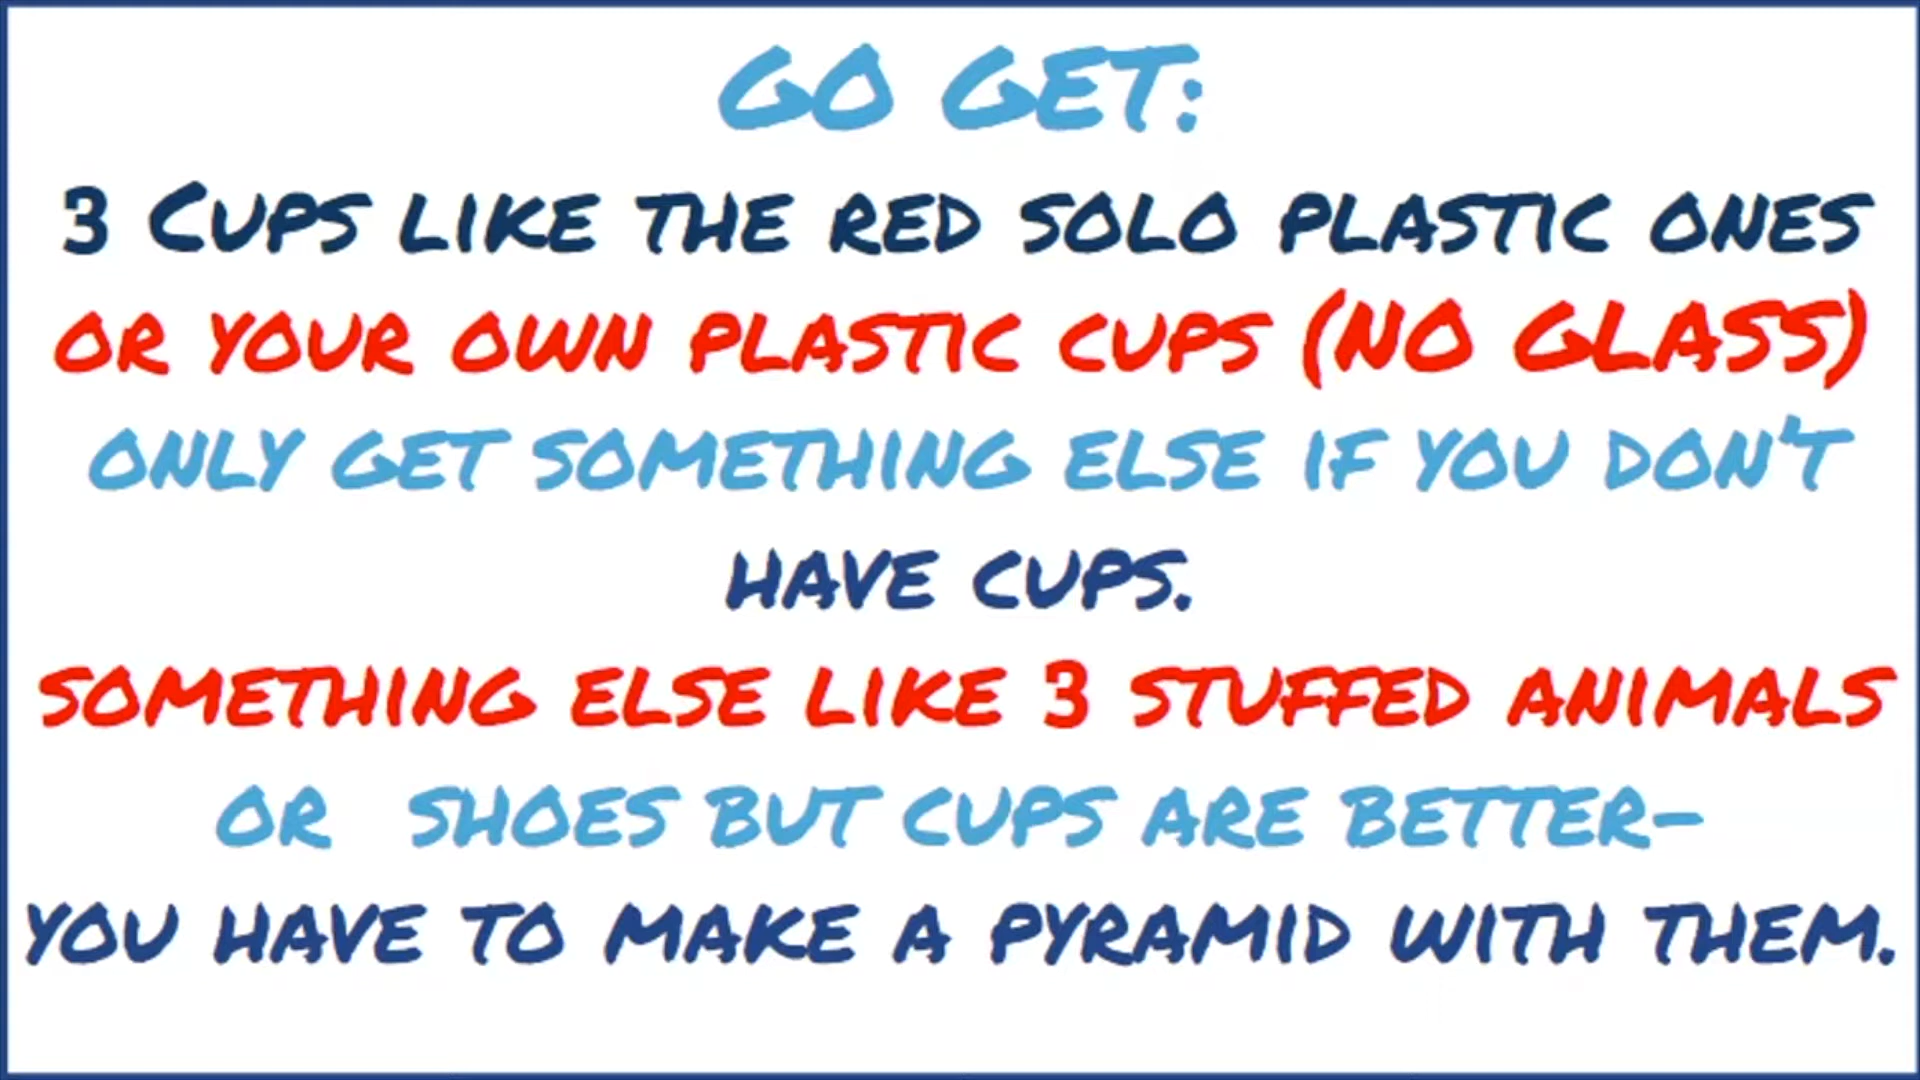 GO GET:
3 CUPS LIKE THE RED SOLO PLASTIC ONES
OR YOUR OWN PLASTIC CUPS (NO GLASS)
ONLY GET SOMETHING ELSE IF YOU DON'T
HAVE CUPS.
SOMETHING ELSE LIKE 3 STUFFED ANIMALS
OR SHOES BUT CUPS ARE BETTER-
YOU HAVE TO MAKE A PYRAMID WITH THEM.